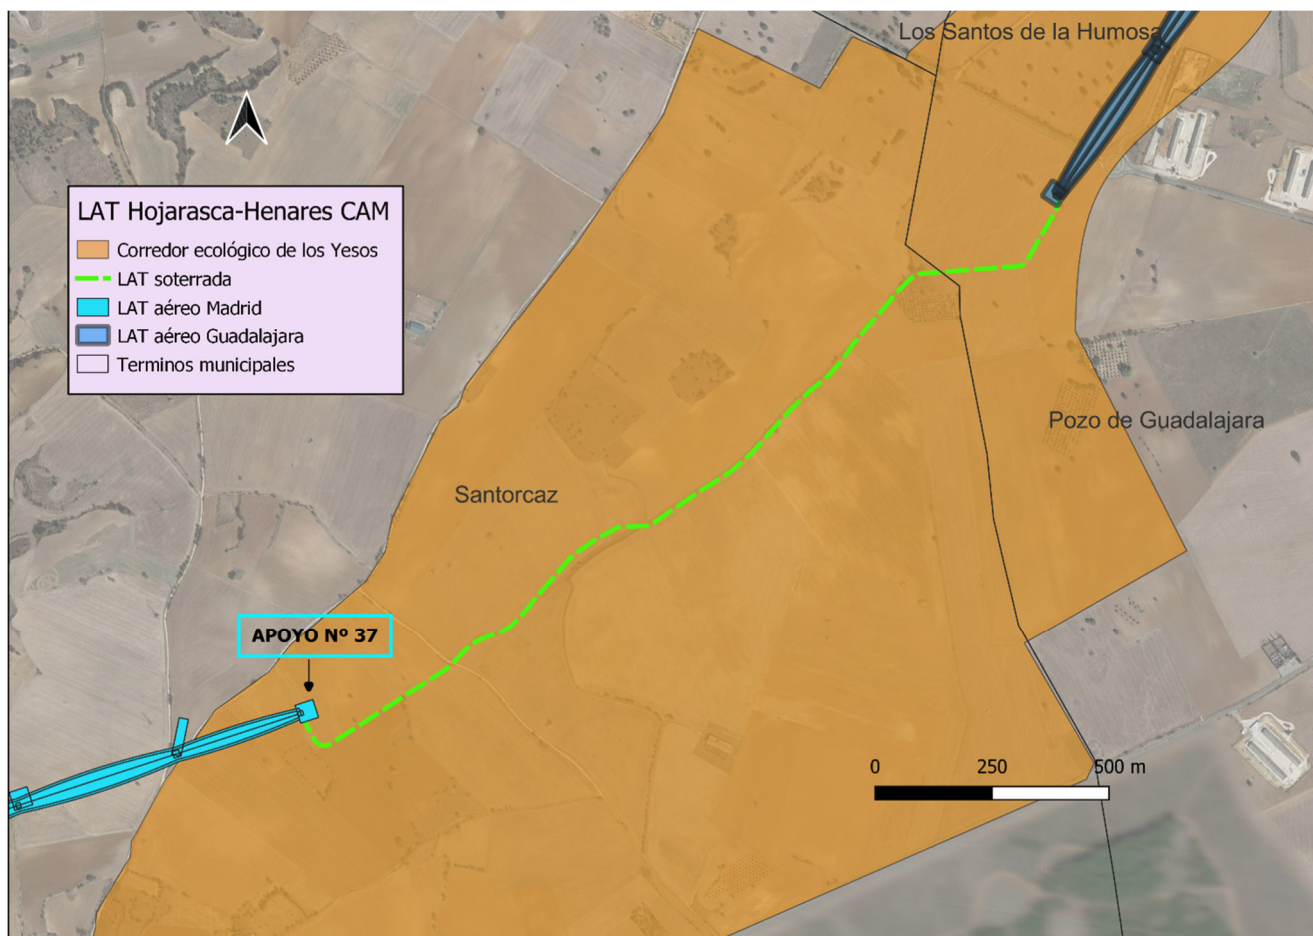 Los Santos de la Humosa
LAT Hojarasca-Henares CAM
Corredor ecológico de los Yesos
LAT soterrada
LAT aéreo Madrid
LAT aéreo Guadalajara
Terminos municipales
Pozo de Guadalajara
Santorcaz
APOYO Nº 37
0 250 500 m